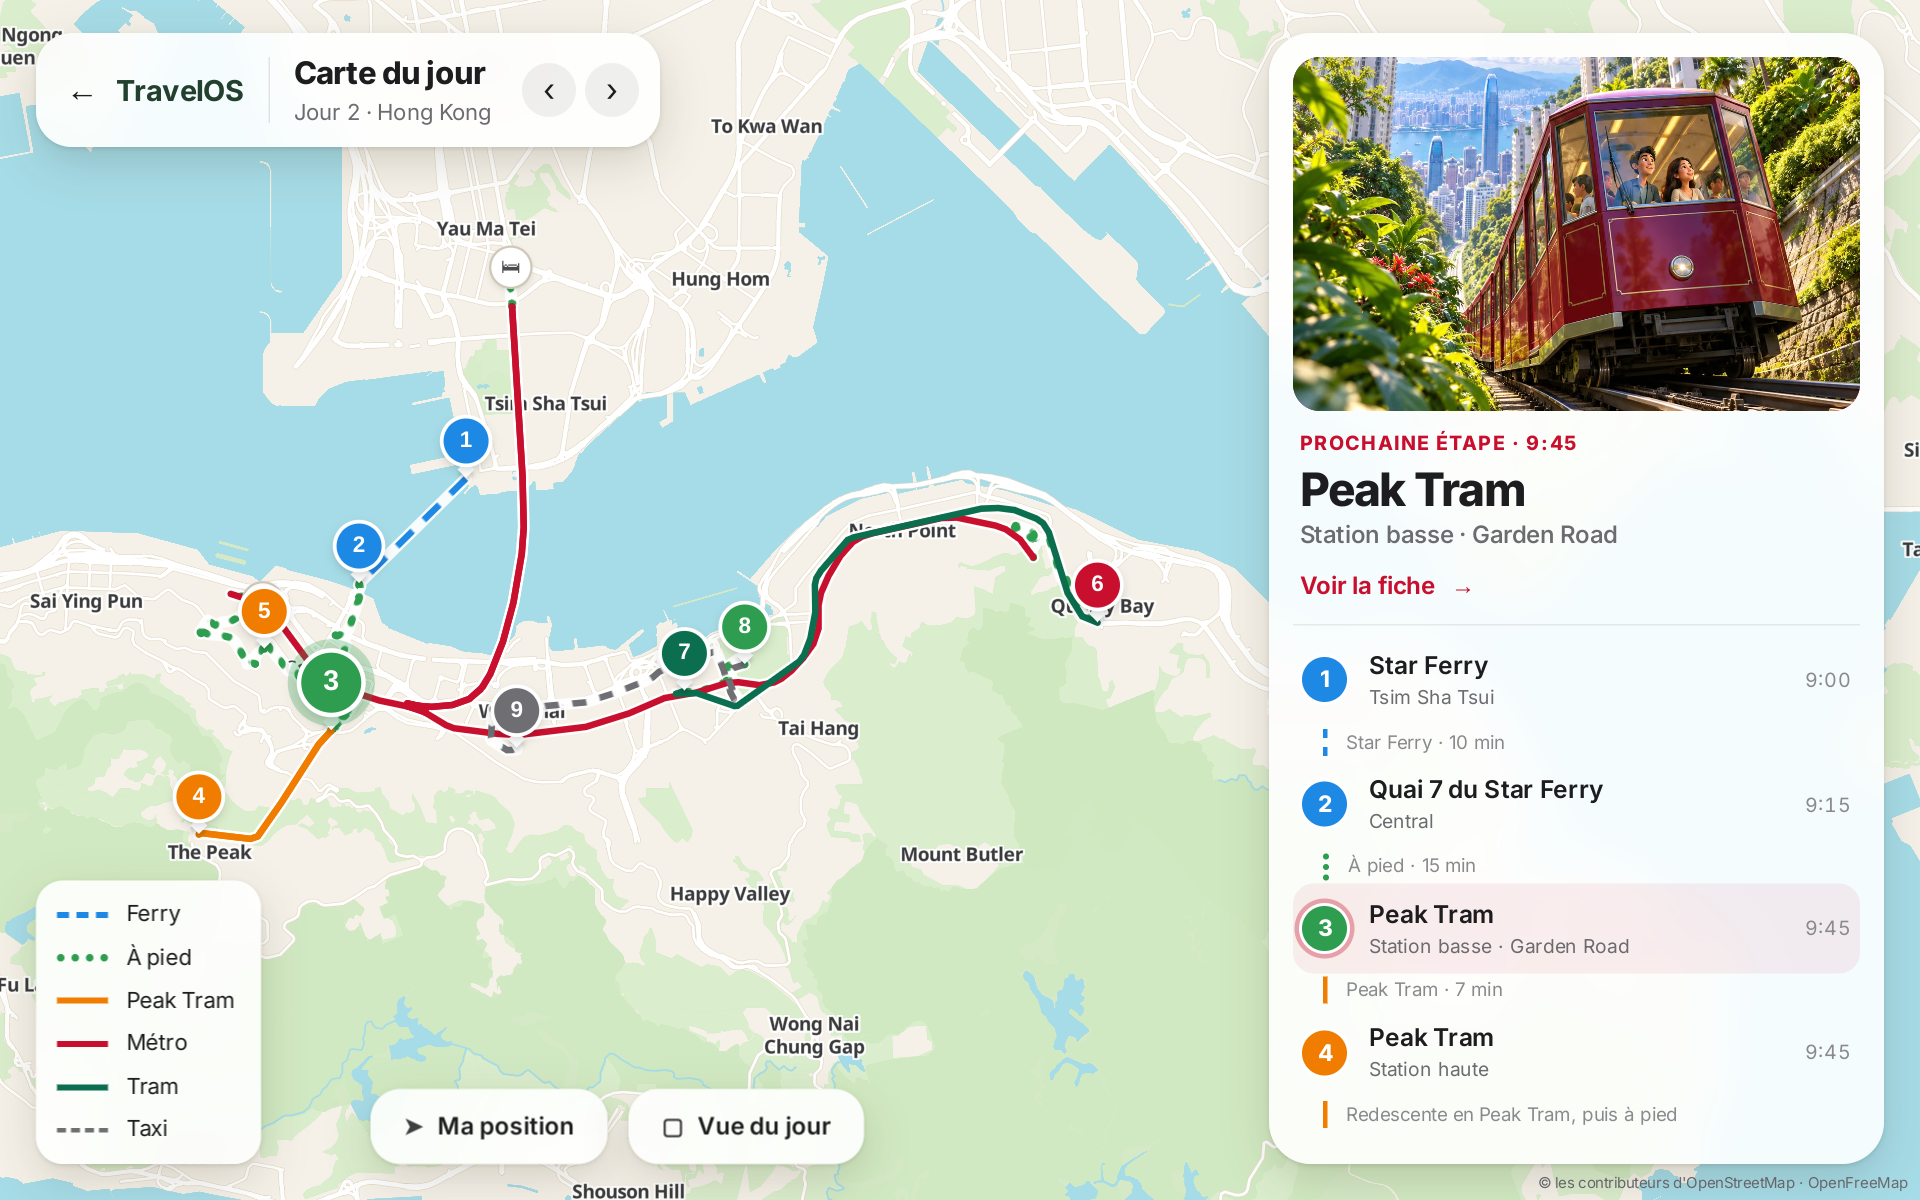 Ngong
uen
← TravelOS
Carte du jour
Jour 2 · Hong Kong
‹ ›
To Kwa Wan
Yau Ma Tei
Hung Hom
Tsim Sha Tsui
1
2
North Point
Sai Ying Pun
5
6
Quarry Bay
8
7
3
9
Tai Hang
4
The Peak
Mount Butler
Happy Valley
Fu L
Wong Nai
Chung Gap
Shouson Hill
Si
Ta
Ferry
À pied
Peak Tram
Métro
Tram
Taxi
➤ Ma position
Vue du jour
PROCHAINE ÉTAPE · 9:45
Peak Tram
Station basse · Garden Road
Voir la fiche →
1 Star Ferry 9:00
Tsim Sha Tsui
Star Ferry · 10 min
2 Quai 7 du Star Ferry 9:15
Central
À pied · 15 min
3 Peak Tram 9:45
Station basse · Garden Road
Peak Tram · 7 min
4 Peak Tram 9:45
Station haute
Redescente en Peak Tram, puis à pied
© les contributeurs d'OpenStreetMap · OpenFreeMap